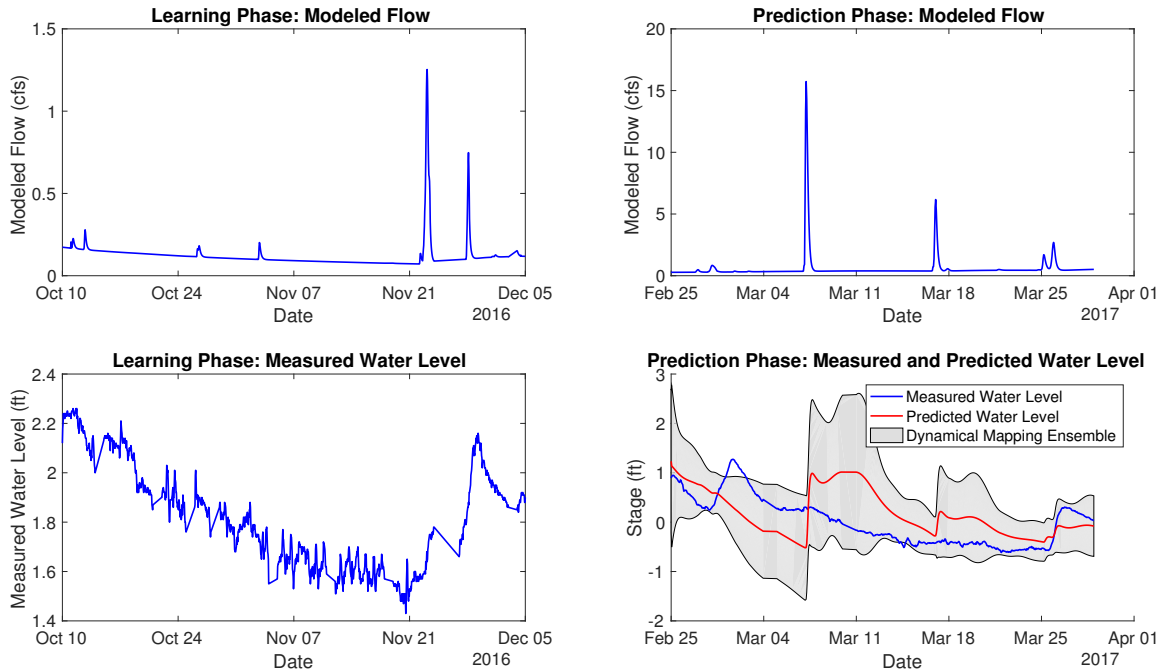 Learning Phase: Modeled Flow
1.5
1
0.5
0
Modeled Flow (cfs)
Oct 10
Oct 24
Nov 07
Nov 21
Dec 05
Date
2016
Prediction Phase: Modeled Flow
20
15
10
5
0
Modeled Flow (cfs)
Feb 25
Mar 04
Mar 11
Mar 18
Mar 25
Apr 01
Date
2017
Learning Phase: Measured Water Level
2.4
2.2
2
1.8
1.6
1.4
Measured Water Level (ft)
Oct 10
Oct 24
Nov 07
Nov 21
Dec 05
Date
2016
Prediction Phase: Measured and Predicted Water Level
3
2
1
0
-1
-2
Stage (ft)
Measured Water Level
Predicted Water Level
Dynamical Mapping Ensemble
Feb 25
Mar 04
Mar 11
Mar 18
Mar 25
Apr 01
Date
2017